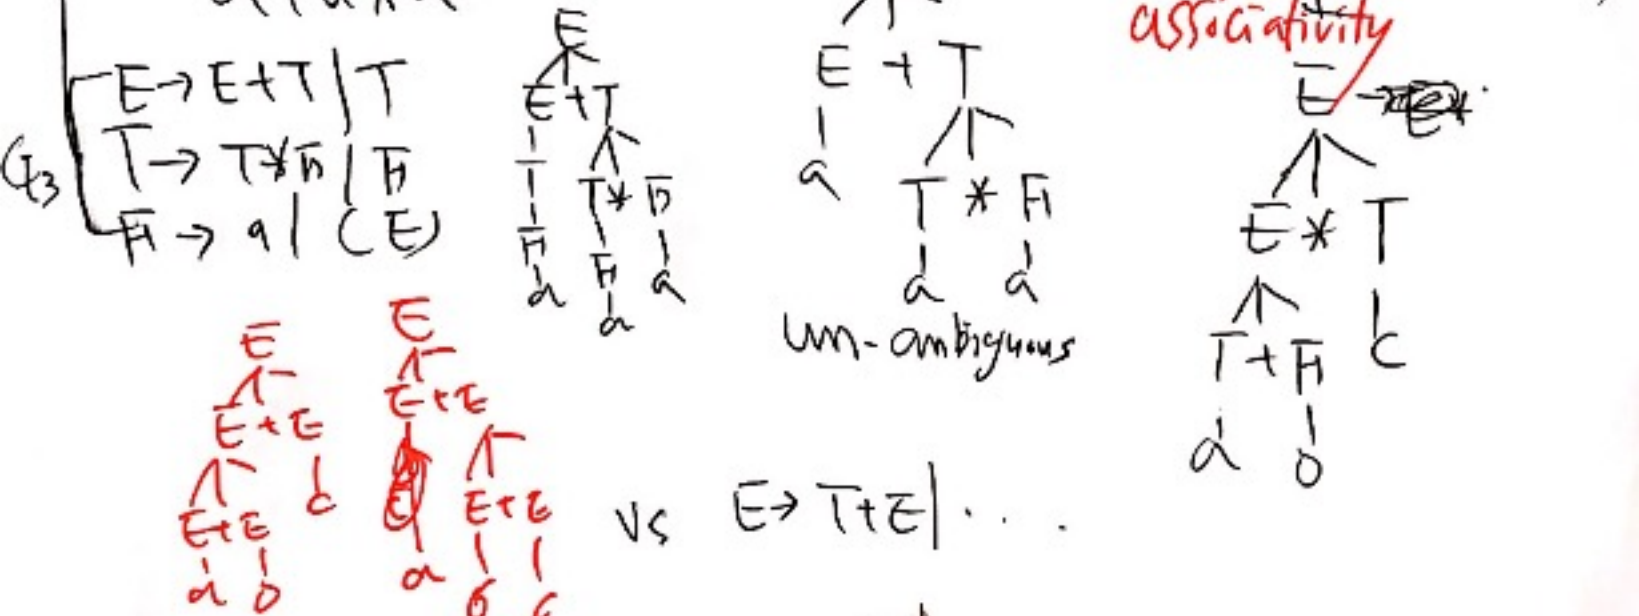 associativity
G3
E → E + T | T
T → T * F | F
F → a | ( E )
E
E + T
T T * F
F F a
a a
E + T
a T * F
a a
un-ambiguous
E →
E * T
T + F c
a b
E
E + E
E + E c
a b
E
E + E
a E + E
b c
vs E → T + E | . . . .